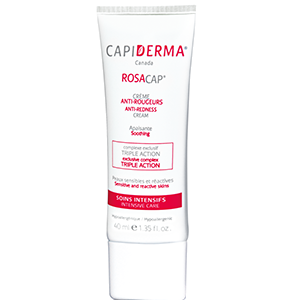 CAPIDERMA®
Canada
ROSACAP®
CRÈME
ANTI-ROUGEURS
ANTI-REDNESS
CREAM
Apaisante
Soothing
complexe exclusif
TRIPLE ACTION
exclusive complex
TRIPLE ACTION
Peaux sensibles et réactives
Sensitive and reactive skins
SOINS INTENSIFS
INTENSIVE CARE
40 ml ℮ 1.35 fl. oz.